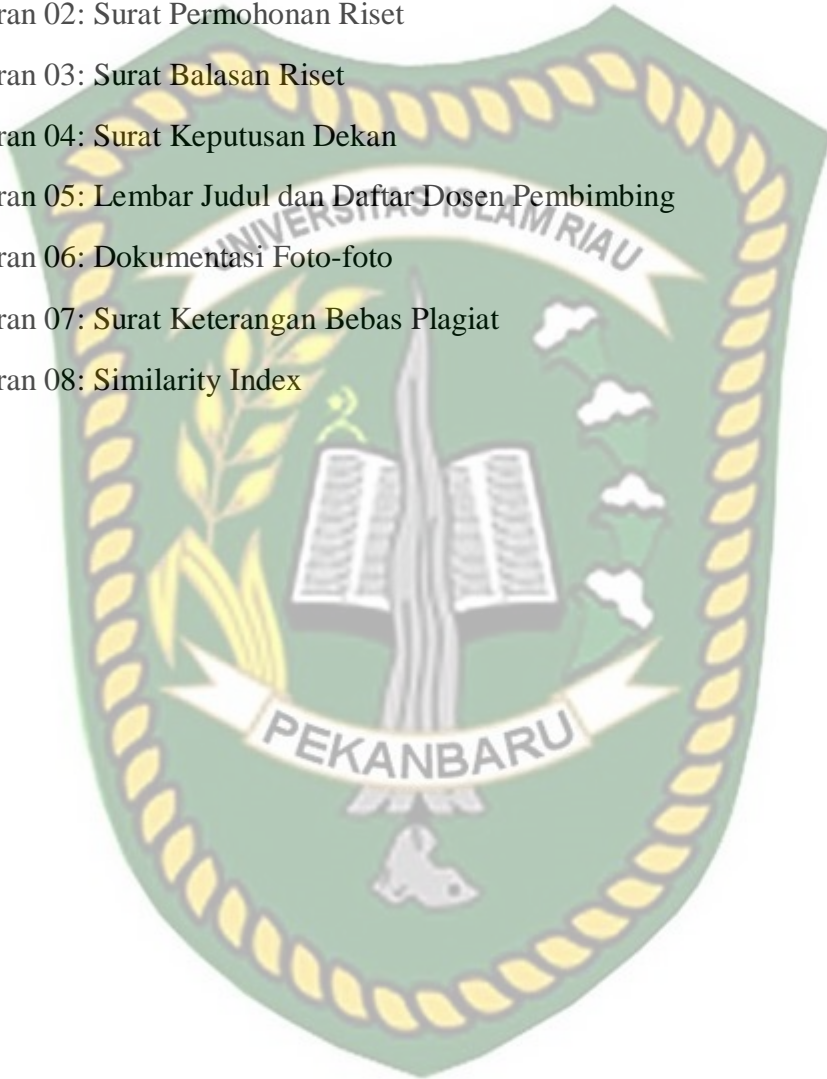 ran 02: Surat Permohonan Riset
ran 03: Surat Balasan Riset
ran 04: Surat Keputusan Dekan
ran 05: Lembar Judul dan Daftar Dosen Pembimbing
UNIVERSITAS ISLAM RIAU
ran 06: Dokumentasi Foto-foto
ran 07: Surat Keterangan Bebas Plagiat
ran 08: Similarity Index
PEKANBARU